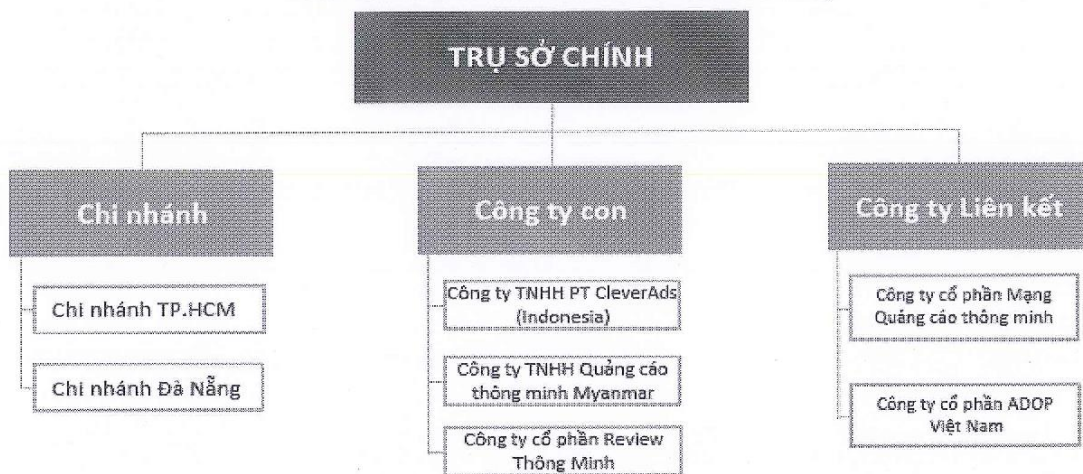 TRỤ SỞ CHÍNH
Chi nhánh
Chi nhánh TP.HCM
Chi nhánh Đà Nẵng
Công ty con
Công ty TNHH PT CleverAds
(Indonesia)
Công ty TNHH Quảng cáo
thông minh Myanmar
Công ty cổ phần Review
Thông Minh
Công ty Liên kết
Công ty cổ phần Mạng
Quảng cáo thông minh
Công ty cổ phần ADOP
Việt Nam